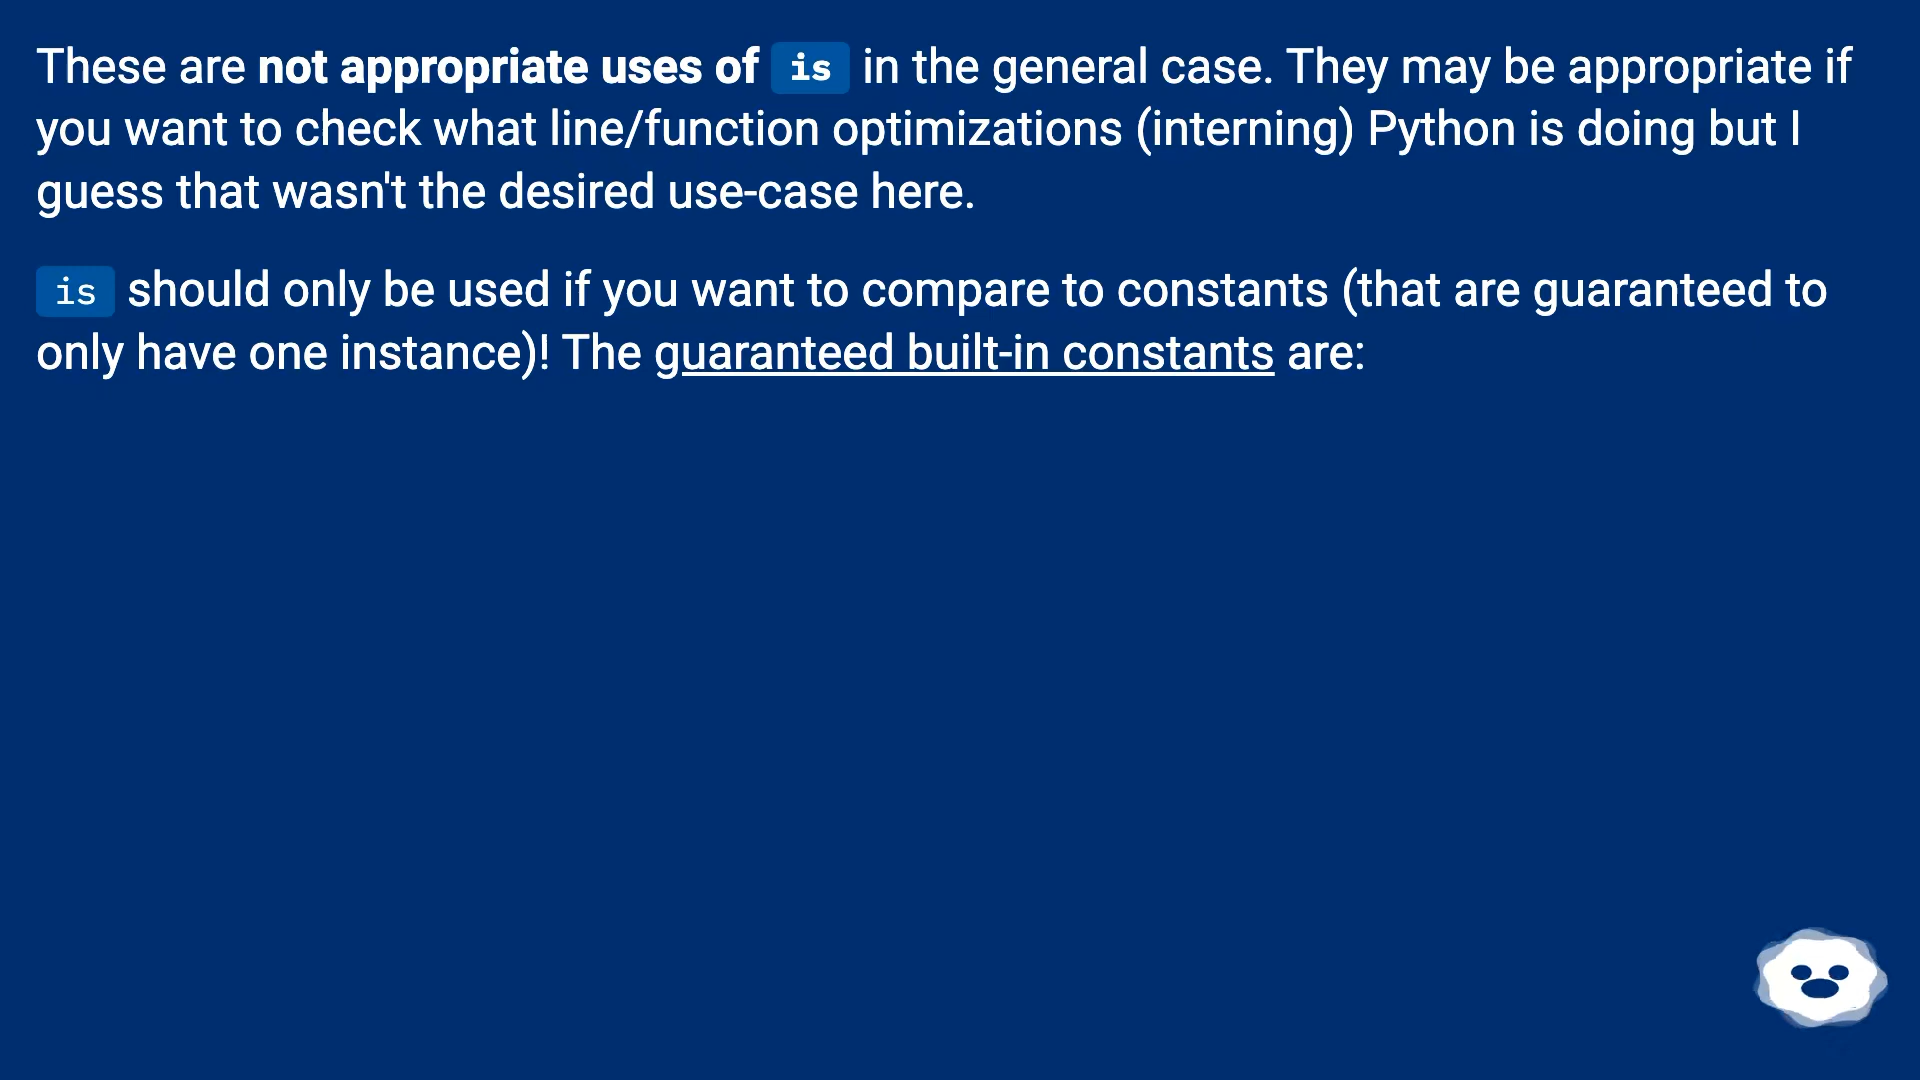 These are not appropriate uses of is in the general case. They may be appropriate if
you want to check what line/function optimizations (interning) Python is doing but I
guess that wasn't the desired use-case here.
is should only be used if you want to compare to constants (that are guaranteed to
only have one instance)! The guaranteed built-in constants are: